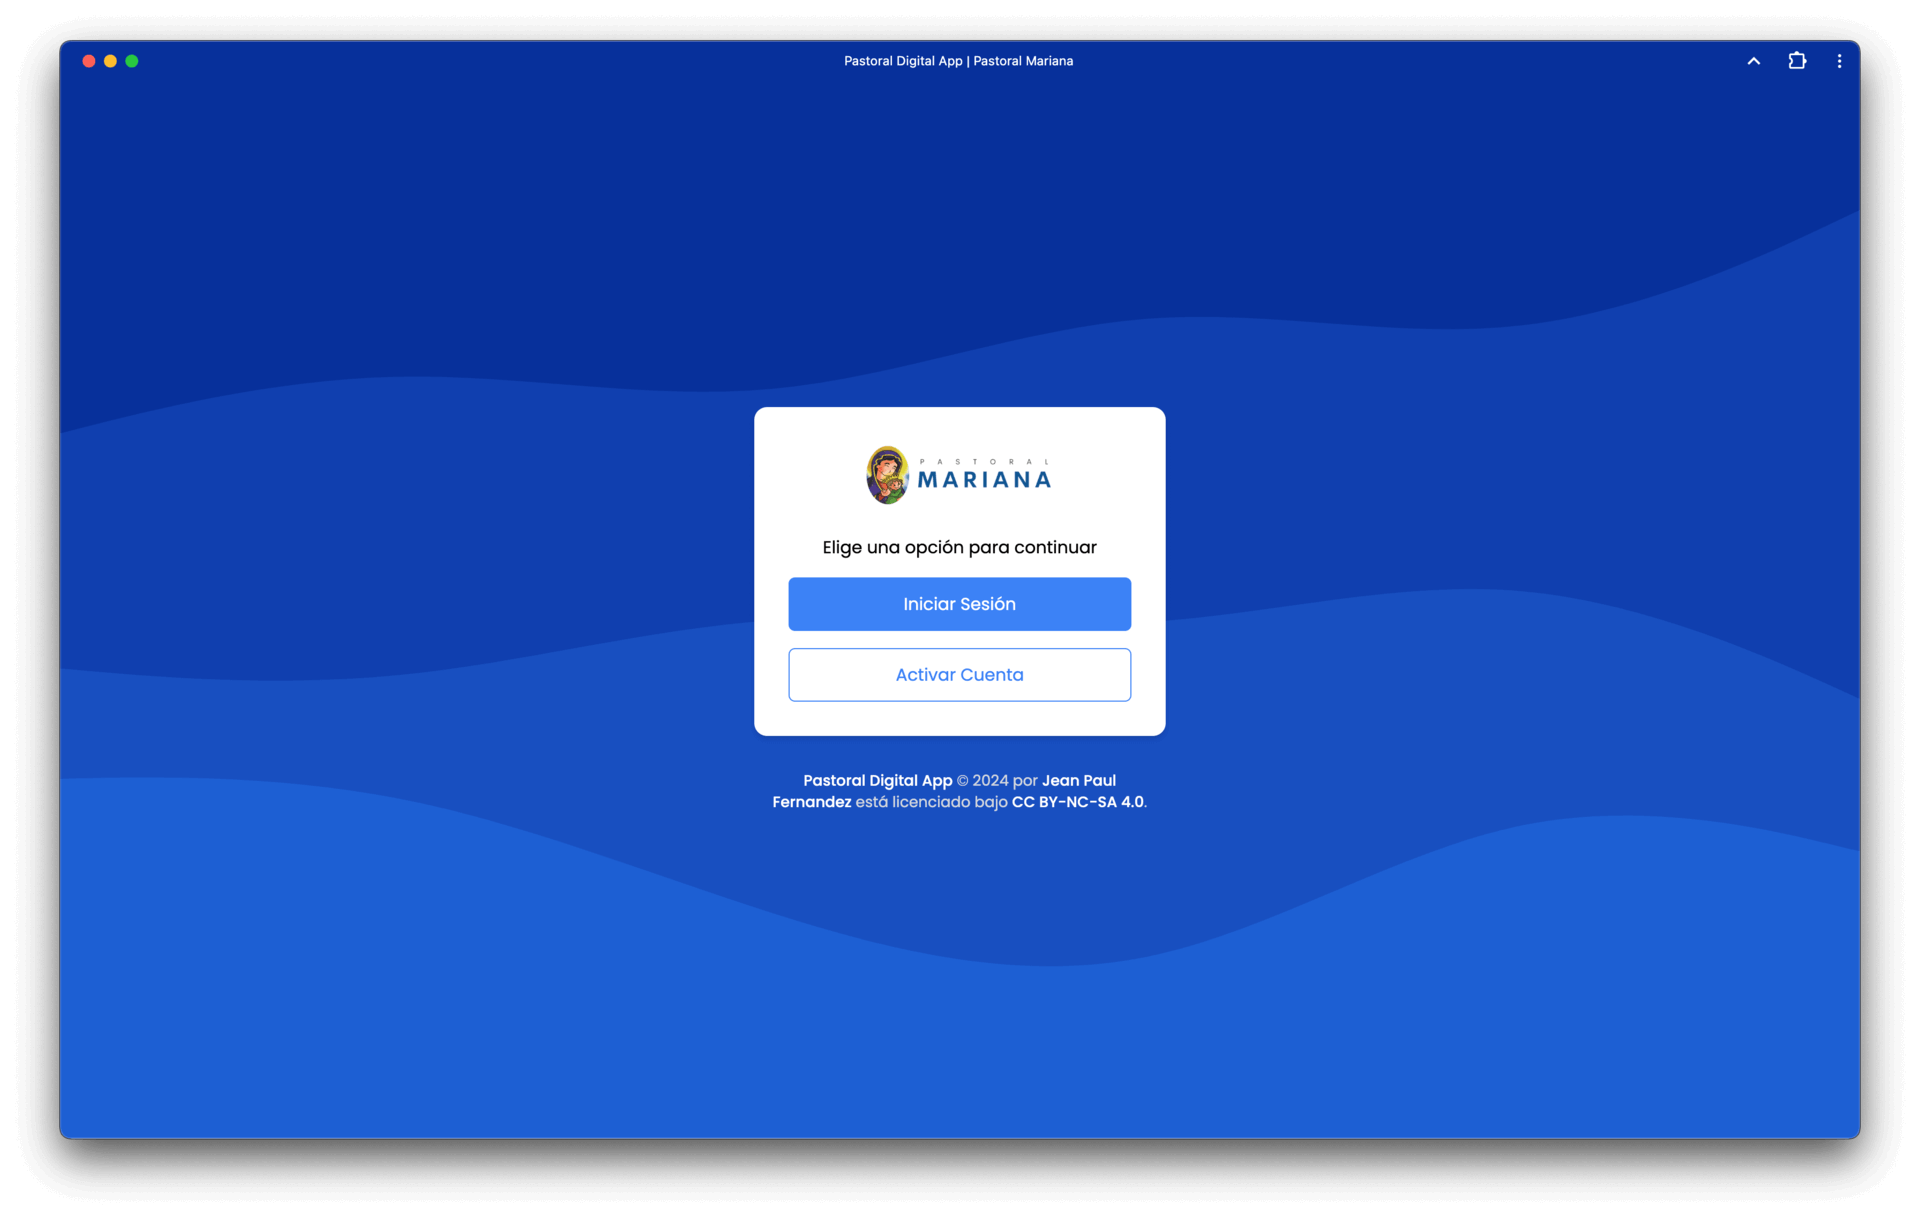 Pastoral Digital App | Pastoral Mariana
PASTORAL
MARIANA
Elige una opción para continuar
Iniciar Sesión
Activar Cuenta
Pastoral Digital App © 2024 por Jean Paul
Fernandez está licenciado bajo CC BY-NC-SA 4.0.